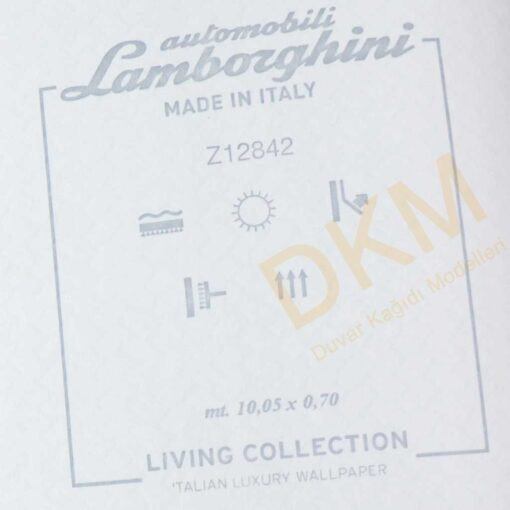 automobili
Lamborghini
MADE IN ITALY
Z12842
DKM
Duvar Kağıdı Modelleri
mt. 10,05 x 0,70
LIVING COLLECTION
'TALIAN LUXURY WALLPAPER